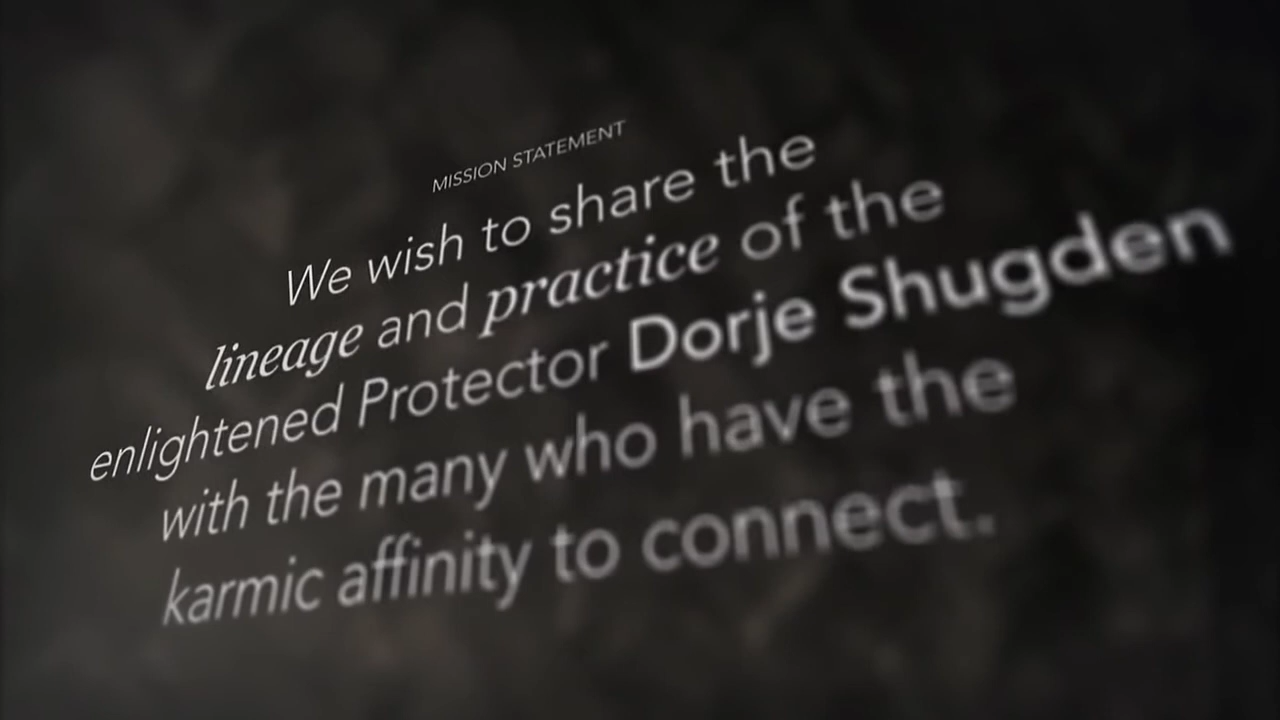 MISSION STATEMENT
We wish to share the
lineage and practice of the
enlightened Protector Dorje Shugden
with the many who have the
karmic affinity to connect.